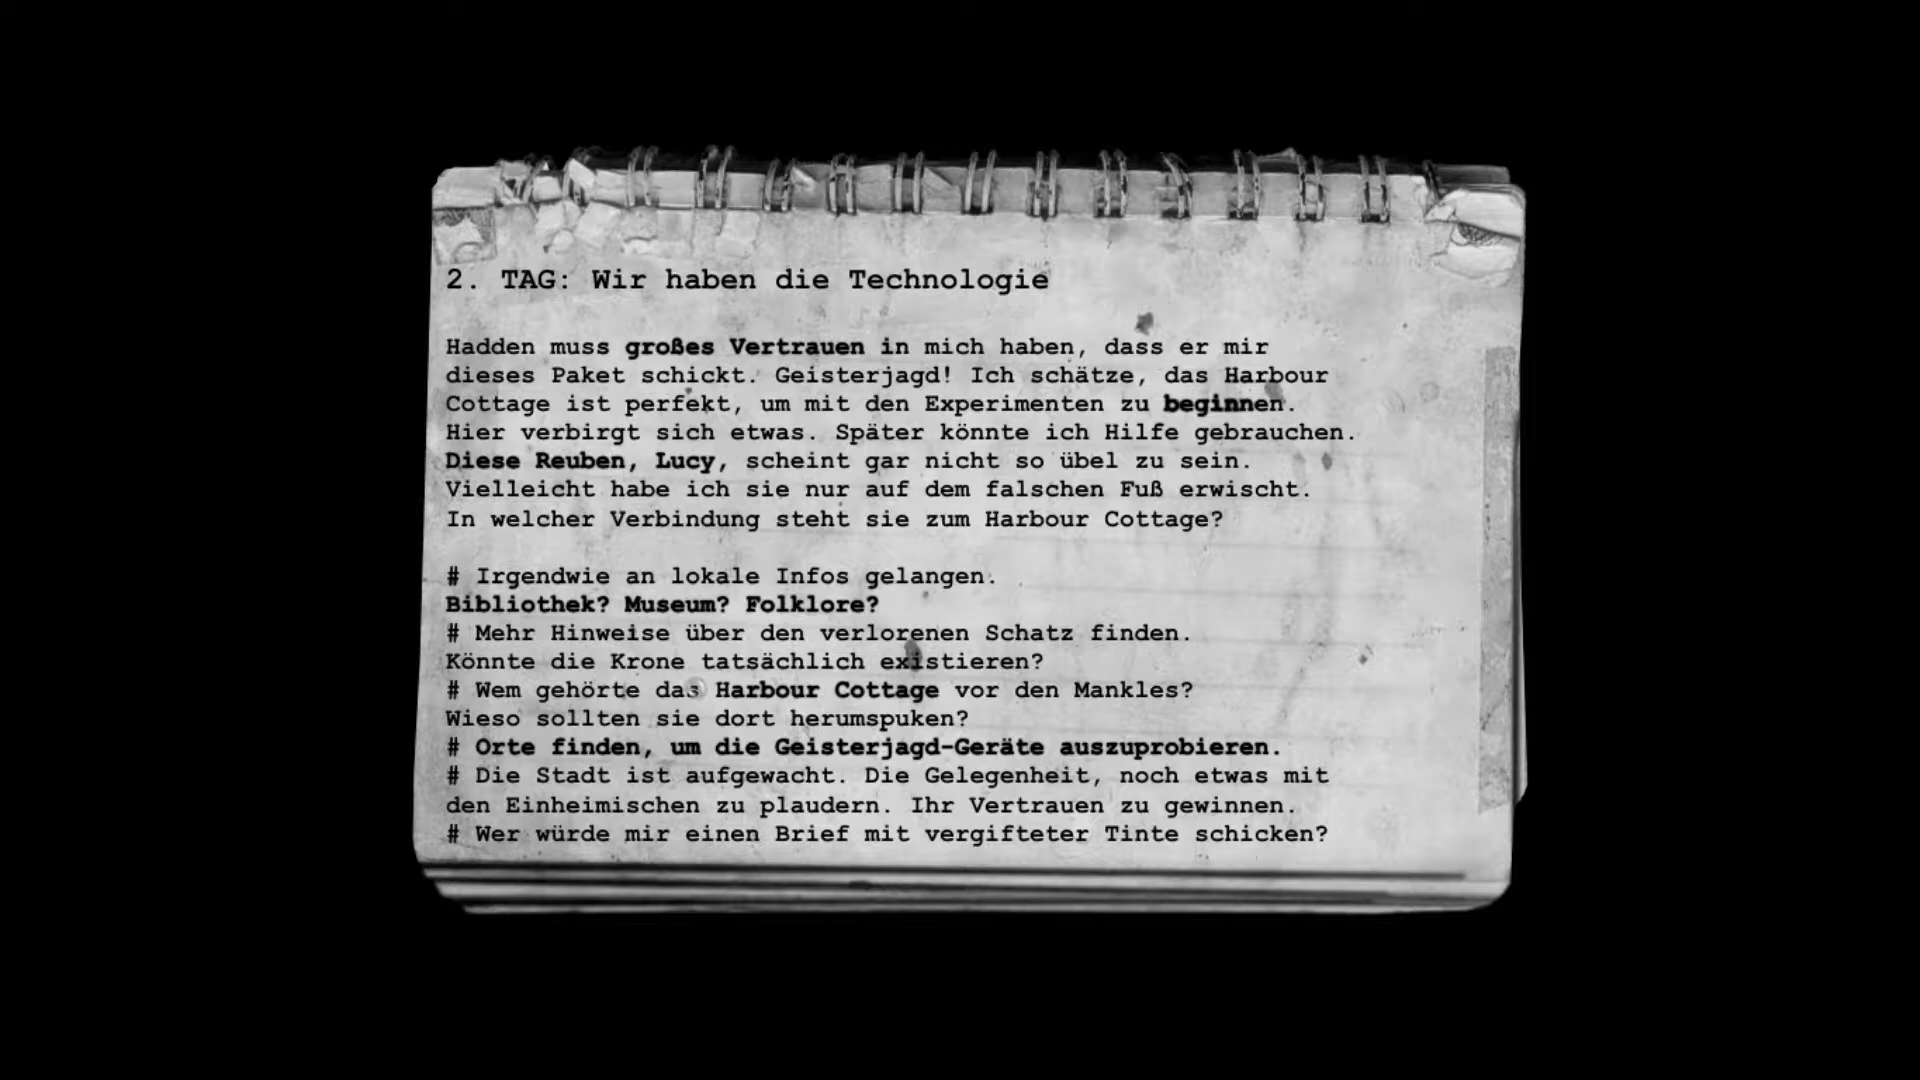 2. TAG: Wir haben die Technologie
Hadden muss großes Vertrauen in mich haben, dass er mir
dieses Paket schickt. Geisterjagd! Ich schätze, das Harbour
Cottage ist perfekt, um mit den Experimenten zu beginnen.
Hier verbirgt sich etwas. Später könnte ich Hilfe gebrauchen.
Diese Reuben, Lucy, scheint gar nicht so übel zu sein.
Vielleicht habe ich sie nur auf dem falschen Fuß erwischt.
In welcher Verbindung steht sie zum Harbour Cottage?
# Irgendwie an lokale Infos gelangen.
Bibliothek? Museum? Folklore?
# Mehr Hinweise über den verlorenen Schatz finden.
Könnte die Krone tatsächlich existieren?
# Wem gehörte das Harbour Cottage vor den Mankles?
Wieso sollten sie dort herumspuken?
# Orte finden, um die Geisterjagd-Geräte auszuprobieren.
# Die Stadt ist aufgewacht. Die Gelegenheit, noch etwas mit
den Einheimischen zu plaudern. Ihr Vertrauen zu gewinnen.
# Wer würde mir einen Brief mit vergifteter Tinte schicken?